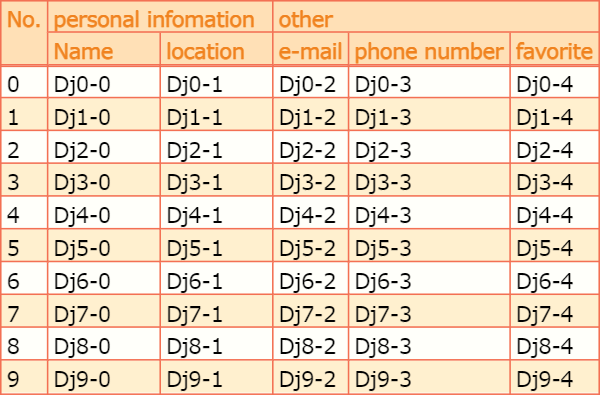 No. personal infomation other
Name location e-mail phone number favorite
0 Dj0-0 Dj0-1 Dj0-2 Dj0-3 Dj0-4
1 Dj1-0 Dj1-1 Dj1-2 Dj1-3 Dj1-4
2 Dj2-0 Dj2-1 Dj2-2 Dj2-3 Dj2-4
3 Dj3-0 Dj3-1 Dj3-2 Dj3-3 Dj3-4
4 Dj4-0 Dj4-1 Dj4-2 Dj4-3 Dj4-4
5 Dj5-0 Dj5-1 Dj5-2 Dj5-3 Dj5-4
6 Dj6-0 Dj6-1 Dj6-2 Dj6-3 Dj6-4
7 Dj7-0 Dj7-1 Dj7-2 Dj7-3 Dj7-4
8 Dj8-0 Dj8-1 Dj8-2 Dj8-3 Dj8-4
9 Dj9-0 Dj9-1 Dj9-2 Dj9-3 Dj9-4